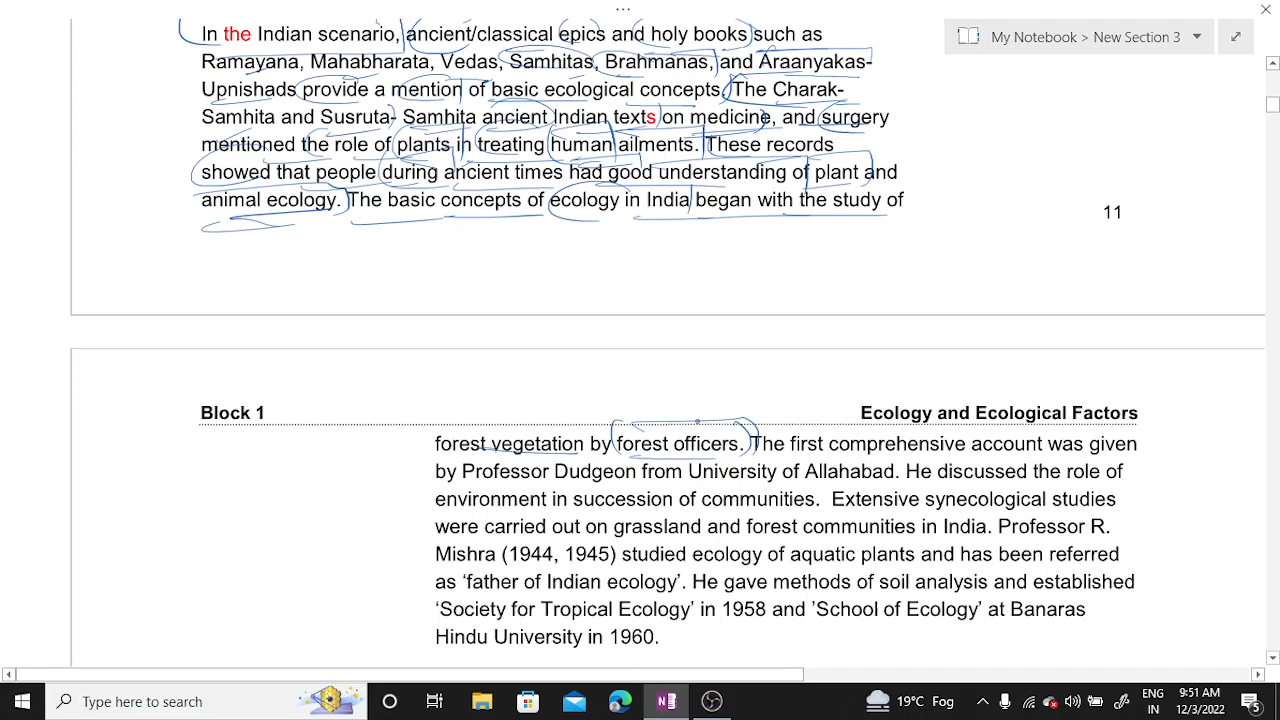 In the Indian scenario, ancient/classical epics and holy books such as
My Notebook > New Section 3
Ramayana, Mahabharata, Vedas, Samhitas, Brahmanas, and Araanyakas-
Upnishads provide a mention of basic ecological concepts. The Charak-
Samhita and Susruta- Samhita ancient Indian texts on medicine, and surgery
mentioned the role of plants in treating human ailments. These records
showed that people during ancient times had good understanding of plant and
animal ecology. The basic concepts of ecology in India began with the study of
11
Block 1 Ecology and Ecological Factors
forest vegetation by forest officers. The first comprehensive account was given
by Professor Dudgeon from University of Allahabad. He discussed the role of
environment in succession of communities. Extensive synecological studies
were carried out on grassland and forest communities in India. Professor R.
Mishra (1944, 1945) studied ecology of aquatic plants and has been referred
as ‘father of Indian ecology’. He gave methods of soil analysis and established
‘Society for Tropical Ecology’ in 1958 and ’School of Ecology’ at Banaras
Hindu University in 1960.
Type here to search
19°C Fog
ENG
IN
9:51 AM
12/3/2022
5